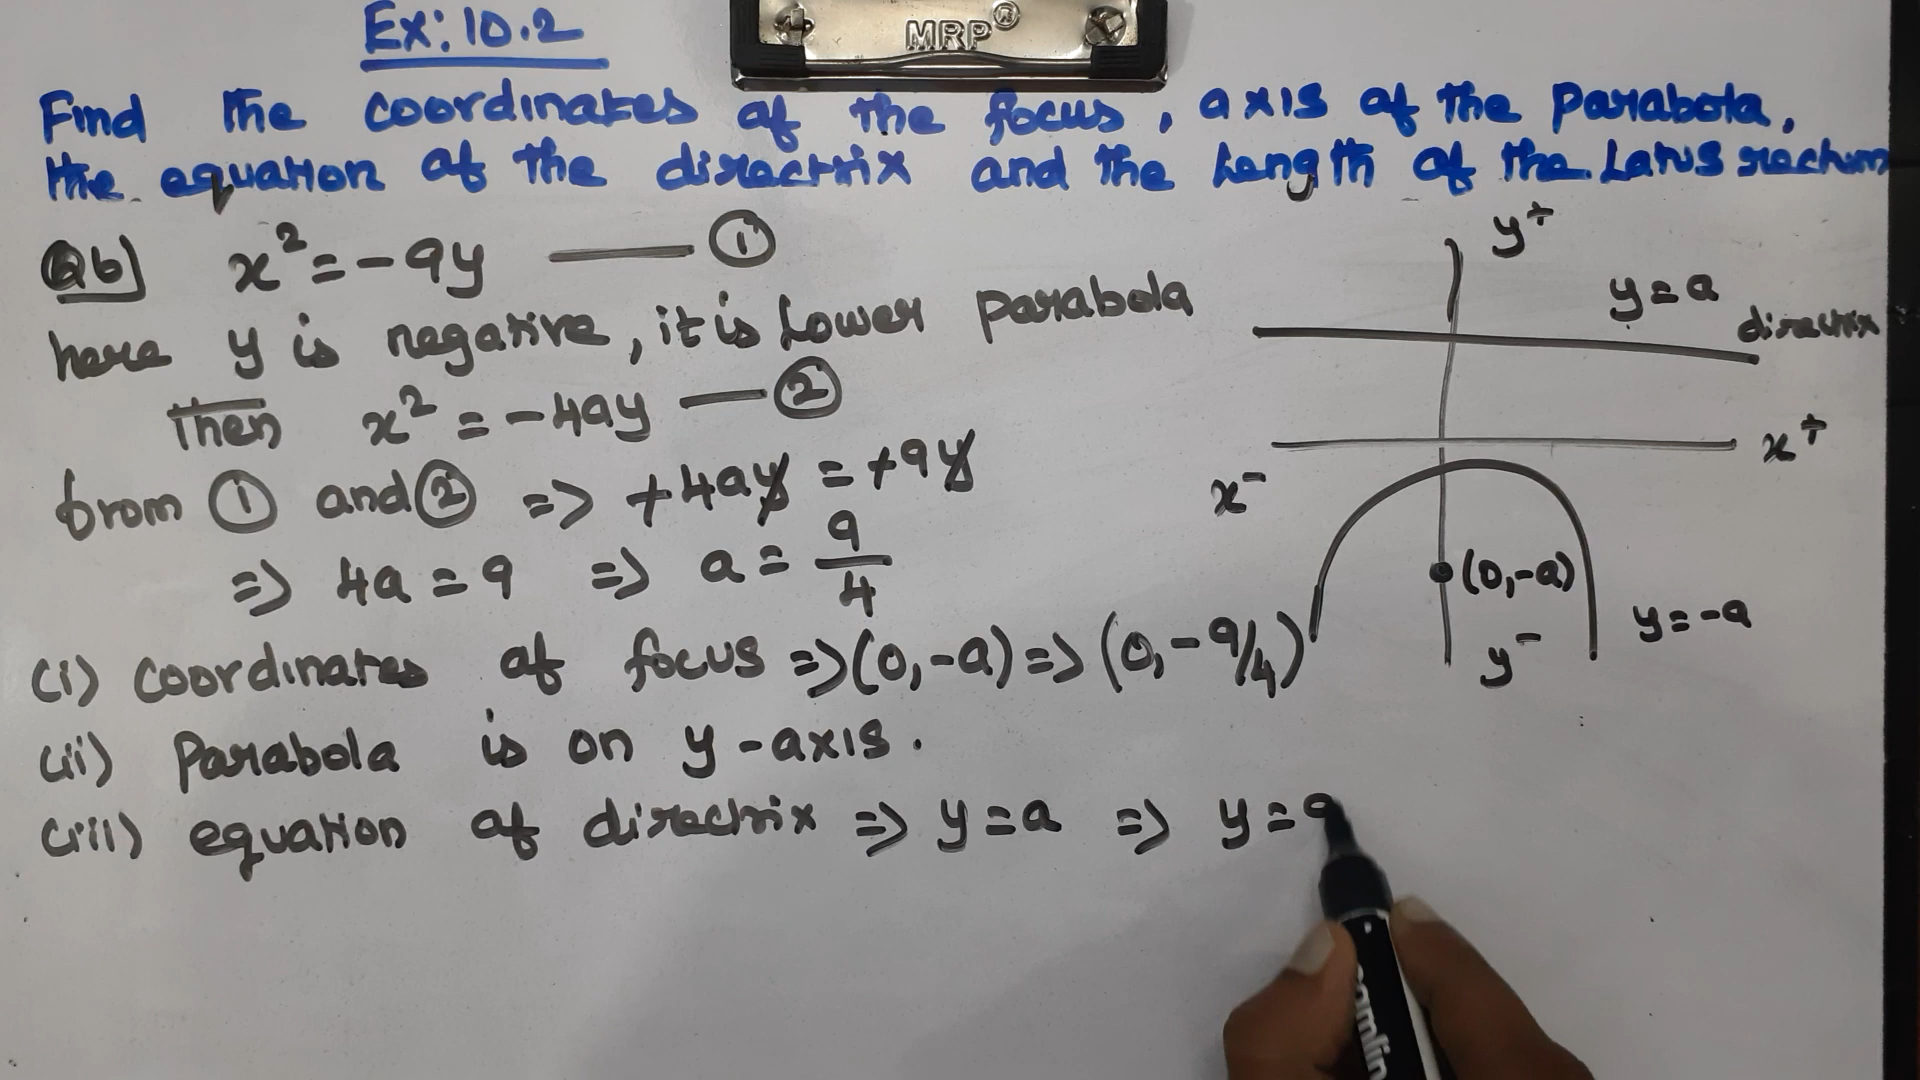 Ex: 10.2
MRP®
Find the coordinates of the focus, axis of the parabola,
the equation of the directrix and the length of the Latus rectum
Q6) x² = -9y —— ①
here y is negative, it is Lower parabola
Then x² = -4ay —— ②
from ① and ② => +4ay = +9y
=> 4a = 9 => a = 9/4
(i) coordinates of focus => (0, -a) => (0, -9/4)
(ii) Parabola is on y-axis.
(iii) equation of directrix => y = a => y = 9
y+
y = a
directrix
x+
x-
(0, -a)
y = -a
y-
camlin